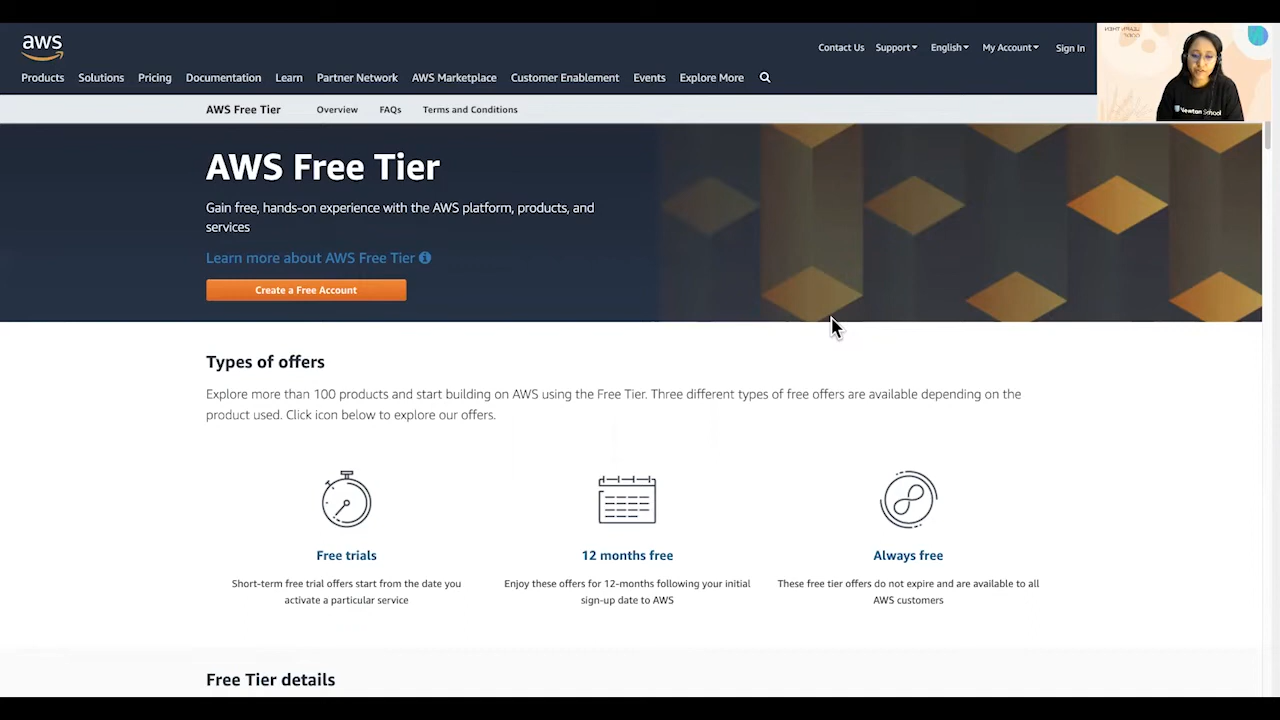 aws
Contact Us Support English My Account Sign In
Products Solutions Pricing Documentation Learn Partner Network AWS Marketplace Customer Enablement Events Explore More
Newton School
AWS Free Tier Overview FAQs Terms and Conditions
AWS Free Tier
Gain free, hands-on experience with the AWS platform, products, and
services
Learn more about AWS Free Tier
Create a Free Account
Types of offers
Explore more than 100 products and start building on AWS using the Free Tier. Three different types of free offers are available depending on the
product used. Click icon below to explore our offers.
Free trials
Short-term free trial offers start from the date you
activate a particular service
12 months free
Enjoy these offers for 12-months following your initial
sign-up date to AWS
Always free
These free tier offers do not expire and are available to all
AWS customers
Free Tier details